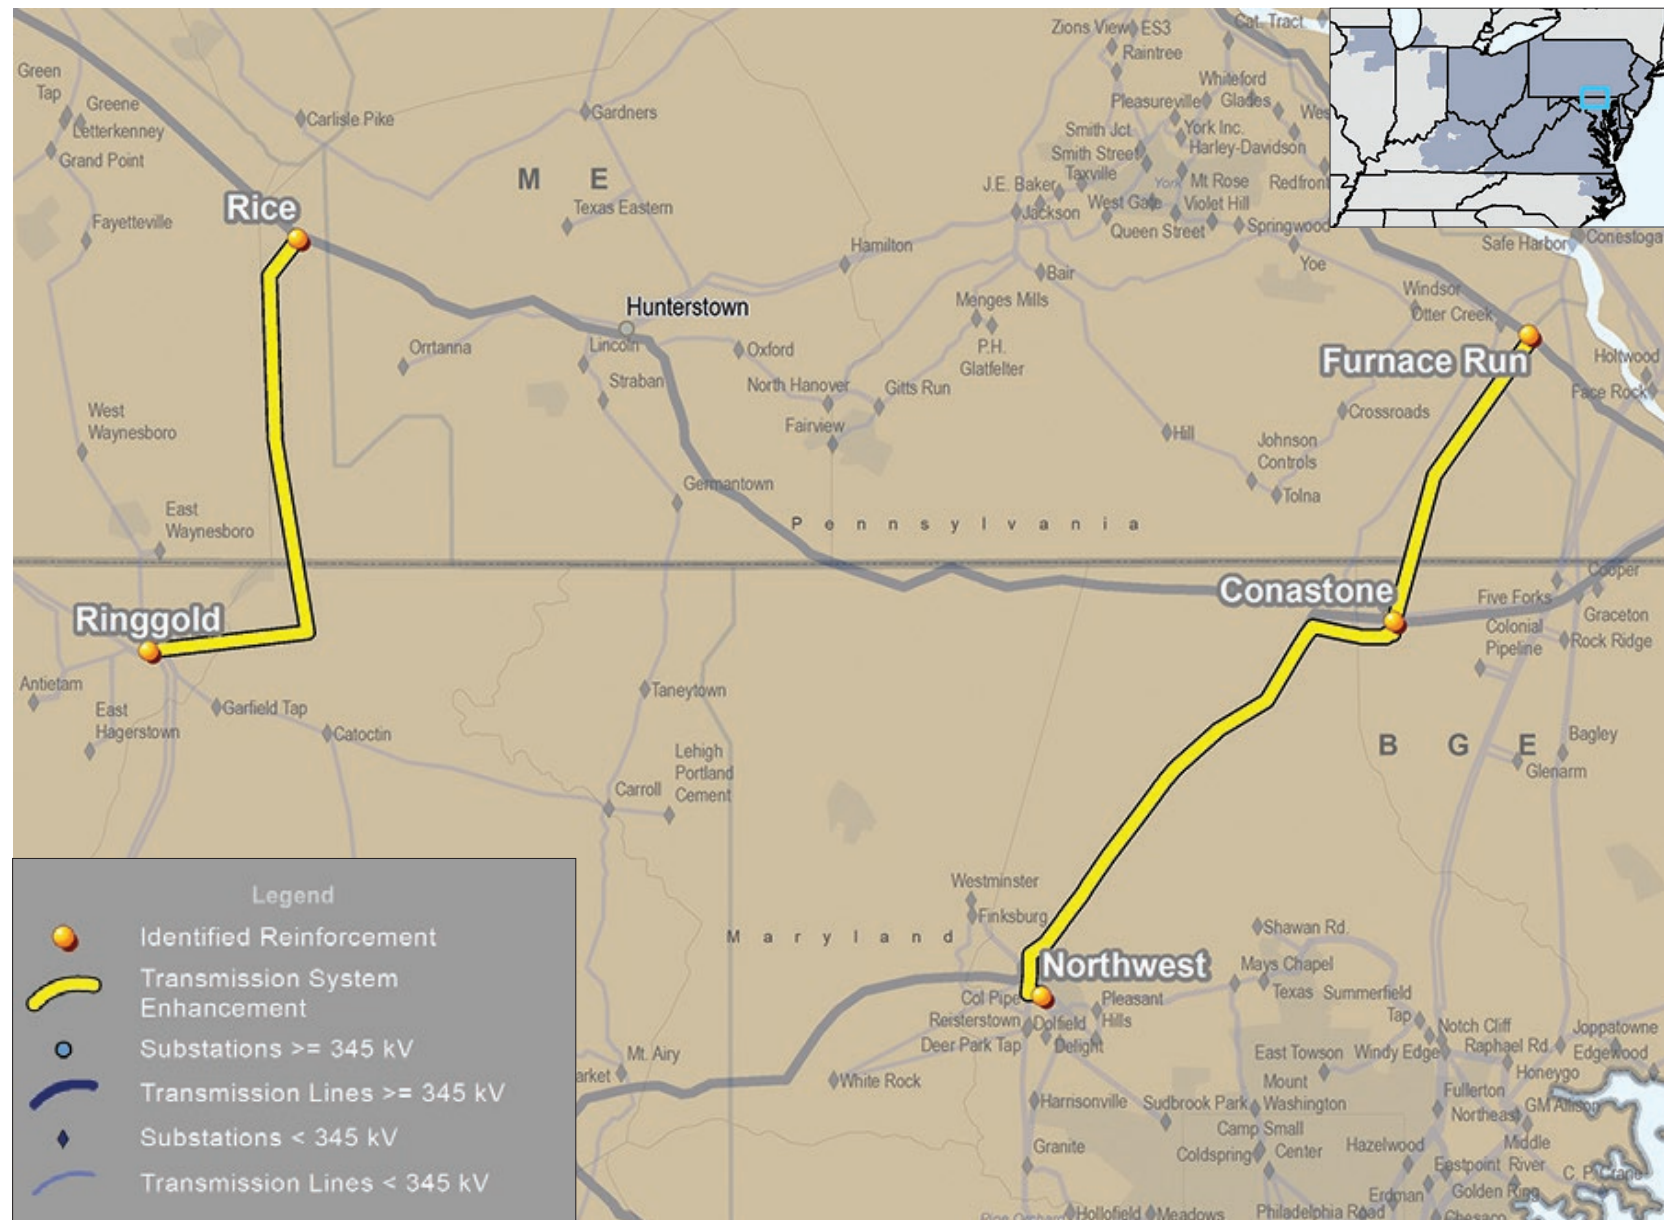 Zions View
ES3
Cat. Tract
Raintree
Green
Tap
Greene
Letterkenny
Grand Point
Carlisle Pike
Gardners
Whiteford
Pleasureville
Glades
Wes
Smith Jct.
York Inc.
Harley-Davidson
Smith Street
Taxville
York
Mt Rose
Redfront
J.E. Baker
West Gate
Violet Hill
Jackson
Queen Street
Springwood
Yoe
M E
Texas Eastern
Rice
Fayetteville
Hamilton
Bair
Safe Harbor
Conestoga
Windsor
Otter Creek
Hunterstown
Menges Mills
P.H.
Glatfelter
Orrtanna
Lincoln
Straban
Oxford
North Hanover
Gitts Run
Fairview
Furnace Run
Holtwood
Face Rock
Crossroads
West
Waynesboro
Hill
Johnson
Controls
Tolna
Germantown
East
Waynesboro
Pennsylvania
Ringgold
Conastone
Cooper
Five Forks
Graceton
Colonial
Pipeline
Rock Ridge
Antietam
East
Hagerstown
Garfield Tap
Catoctin
Taneytown
Lehigh
Portland
Cement
Carroll
B G E
Bagley
Glenarm
Westminster
Finksburg
Maryland
Northwest
Shawan Rd.
Mays Chapel
Texas
Summerfield
Tap
Col Pipe
Pleasant
Hills
Reisterstown
Dolfield
Deer Park Tap
Delight
Notch Cliff
Joppatowne
East Towson
Windy Edge
Raphael Rd.
Edgewood
Honeygo
Mt. Airy
arket
White Rock
Mount
Washington
Fullerton
Northeast
GM Allison
Harrisonville
Sudbrook Park
Camp Small
Middle
River
Granite
Coldspring
Center
Hazelwood
Eastpoint
C. P. Crane
Golden Ring
Erdman
Hollofield
Meadows
Philadelphia Road
Chesaco
Legend
Identified Reinforcement
Transmission System
Enhancement
Substations >= 345 kV
Transmission Lines >= 345 kV
Substations < 345 kV
Transmission Lines < 345 kV